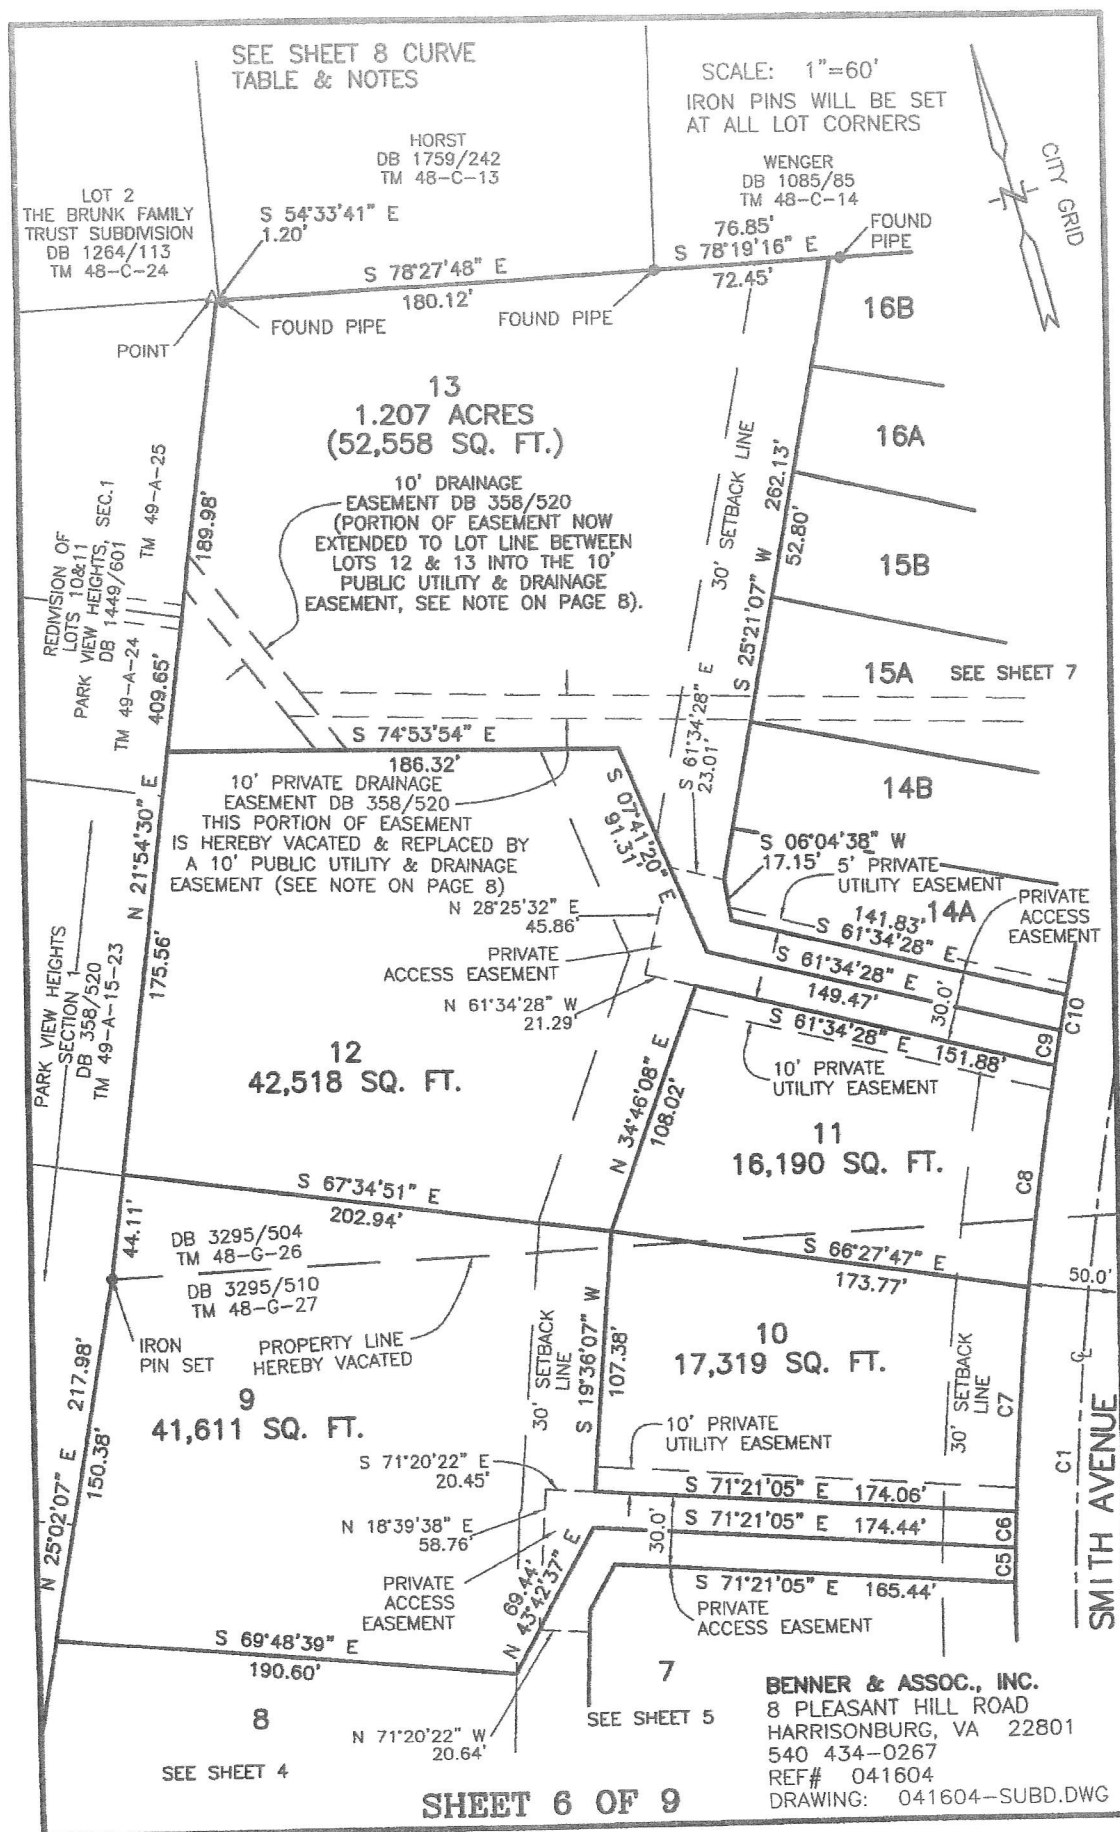 SEE SHEET 8 CURVE
TABLE & NOTES
SCALE: 1"=60'
IRON PINS WILL BE SET
AT ALL LOT CORNERS
CITY GRID
N
HORST
DB 1759/242
TM 48-C-13
WENGER
DB 1085/85
TM 48-C-14
LOT 2
THE BRUNK FAMILY
TRUST SUBDIVISION
DB 1264/113
TM 48-C-24
S 54°33'41" E
1.20'
S 78°27'48" E
180.12'
76.85'
S 78°19'16" E
72.45'
FOUND
PIPE
FOUND PIPE
FOUND PIPE
POINT
16B
13
1.207 ACRES
(52,558 SQ. FT.)
16A
10' DRAINAGE
EASEMENT DB 358/520
(PORTION OF EASEMENT NOW
EXTENDED TO LOT LINE BETWEEN
LOTS 12 & 13 INTO THE 10'
PUBLIC UTILITY & DRAINAGE
EASEMENT, SEE NOTE ON PAGE 8).
30' SETBACK LINE
S 25°21'07" W 262.13'
52.80'
15B
189.98'
REDIVISION OF
LOTS 10&11
PARK VIEW HEIGHTS, SEC.1
DB 1449/601
TM 49-A-24
TM 49-A-25
409.65'
15A
SEE SHEET 7
S 74°53'54" E
186.32'
S 61°34'28" E
23.01'
10' PRIVATE DRAINAGE
EASEMENT DB 358/520
THIS PORTION OF EASEMENT
IS HEREBY VACATED & REPLACED BY
A 10' PUBLIC UTILITY & DRAINAGE
EASEMENT (SEE NOTE ON PAGE 8)
14B
S 07°41'20" E
91.31'
S 06°04'38" W
17.15'
5' PRIVATE
UTILITY EASEMENT
14A
PRIVATE
ACCESS
EASEMENT
N 21°54'30" E
175.56'
N 28°25'32" E
45.86'
PRIVATE
ACCESS EASEMENT
N 61°34'28" W
21.29'
141.83'
S 61°34'28" E
S 61°34'28" E
149.47'
30.0'
S 61°34'28" E 151.88'
C10
C9
PARK VIEW HEIGHTS
SECTION 1
DB 358/520
TM 49-A-15-23
12
42,518 SQ. FT.
N 34°46'08" E
108.02'
10' PRIVATE
UTILITY EASEMENT
11
16,190 SQ. FT.
C8
S 67°34'51" E
202.94'
44.11'
DB 3295/504
TM 48-G-26
DB 3295/510
TM 48-G-27
S 66°27'47" E
173.77'
50.0'
IRON
PIN SET
PROPERTY LINE
HEREBY VACATED
217.98'
9
41,611 SQ. FT.
30' SETBACK
LINE
S 19°36'07" W
107.38'
10
17,319 SQ. FT.
30' SETBACK
LINE
C7
C1
℄
SMITH AVENUE
N 25°02'07" E
150.38'
10' PRIVATE
UTILITY EASEMENT
S 71°20'22" E
20.45'
S 71°21'05" E 174.06'
N 18°39'38" E
58.76'
30.0'
S 71°21'05" E 174.44'
C6
C5
PRIVATE
ACCESS
EASEMENT
69.44'
N 43°42'37" E
S 71°21'05" E 165.44'
PRIVATE
ACCESS EASEMENT
S 69°48'39" E
190.60'
8
SEE SHEET 4
N 71°20'22" W
20.64'
7
SEE SHEET 5
BENNER & ASSOC., INC.
8 PLEASANT HILL ROAD
HARRISONBURG, VA 22801
540 434-0267
REF# 041604
DRAWING: 041604-SUBD.DWG
SHEET 6 OF 9